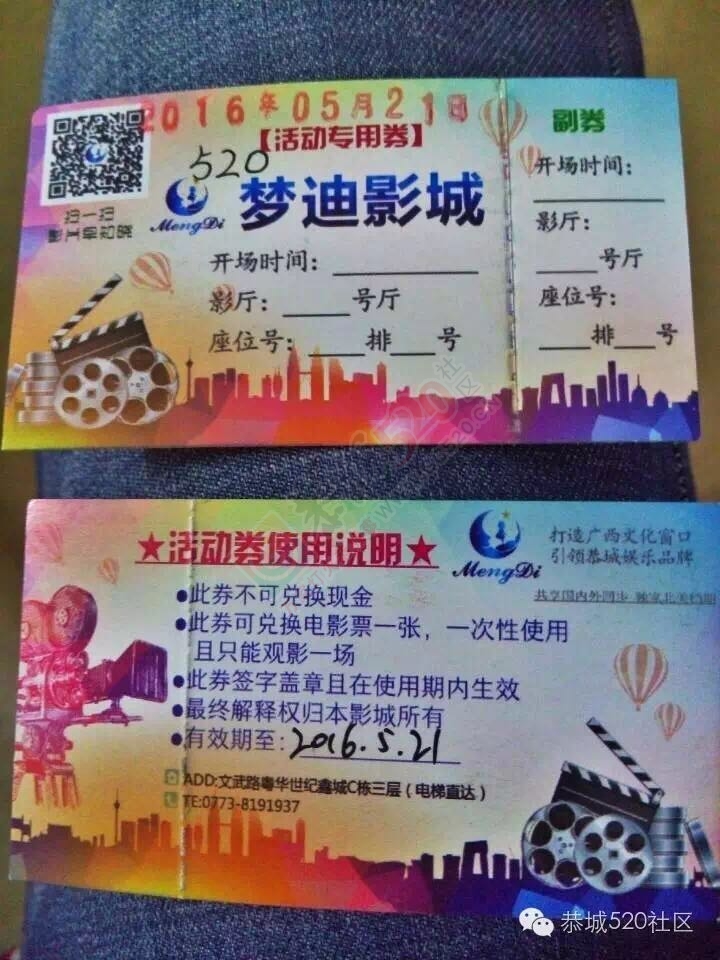 2016年05月21日
【活动专用券】
520
梦迪影城
MengDi
扫一扫
开场时间：
影厅： 号厅
座位号： 排 号
副券
开场时间：
影厅：
号厅
座位号：
排 号
★活动券使用说明★
MengDi
打造广西文化窗口
引领恭城娱乐品牌
●此券不可兑换现金
●此券可兑换电影票一张，一次性使用
且只能观影一场
●此券签字盖章且在使用期内生效
●最终解释权归本影城所有
●有效期至：2016.5.21
ADD:文武路粤华世纪鑫城C栋三层（电梯直达）
TE:0773-8191937
恭城520社区